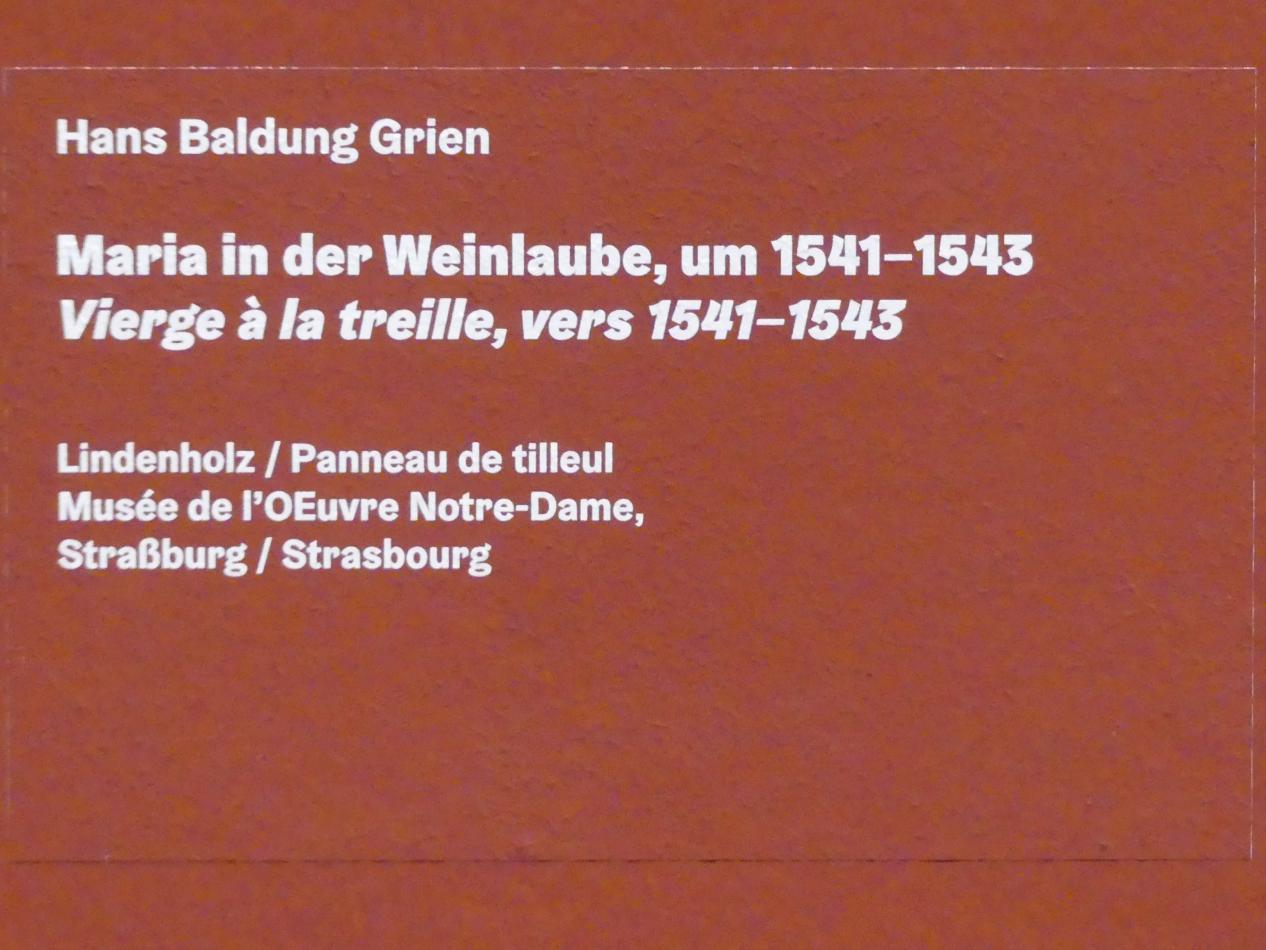 Hans Baldung Grien
Maria in der Weinlaube, um 1541–1543
Vierge à la treille, vers 1541–1543
Lindenholz / Panneau de tilleul
Musée de l’OEuvre Notre-Dame,
Straßburg / Strasbourg